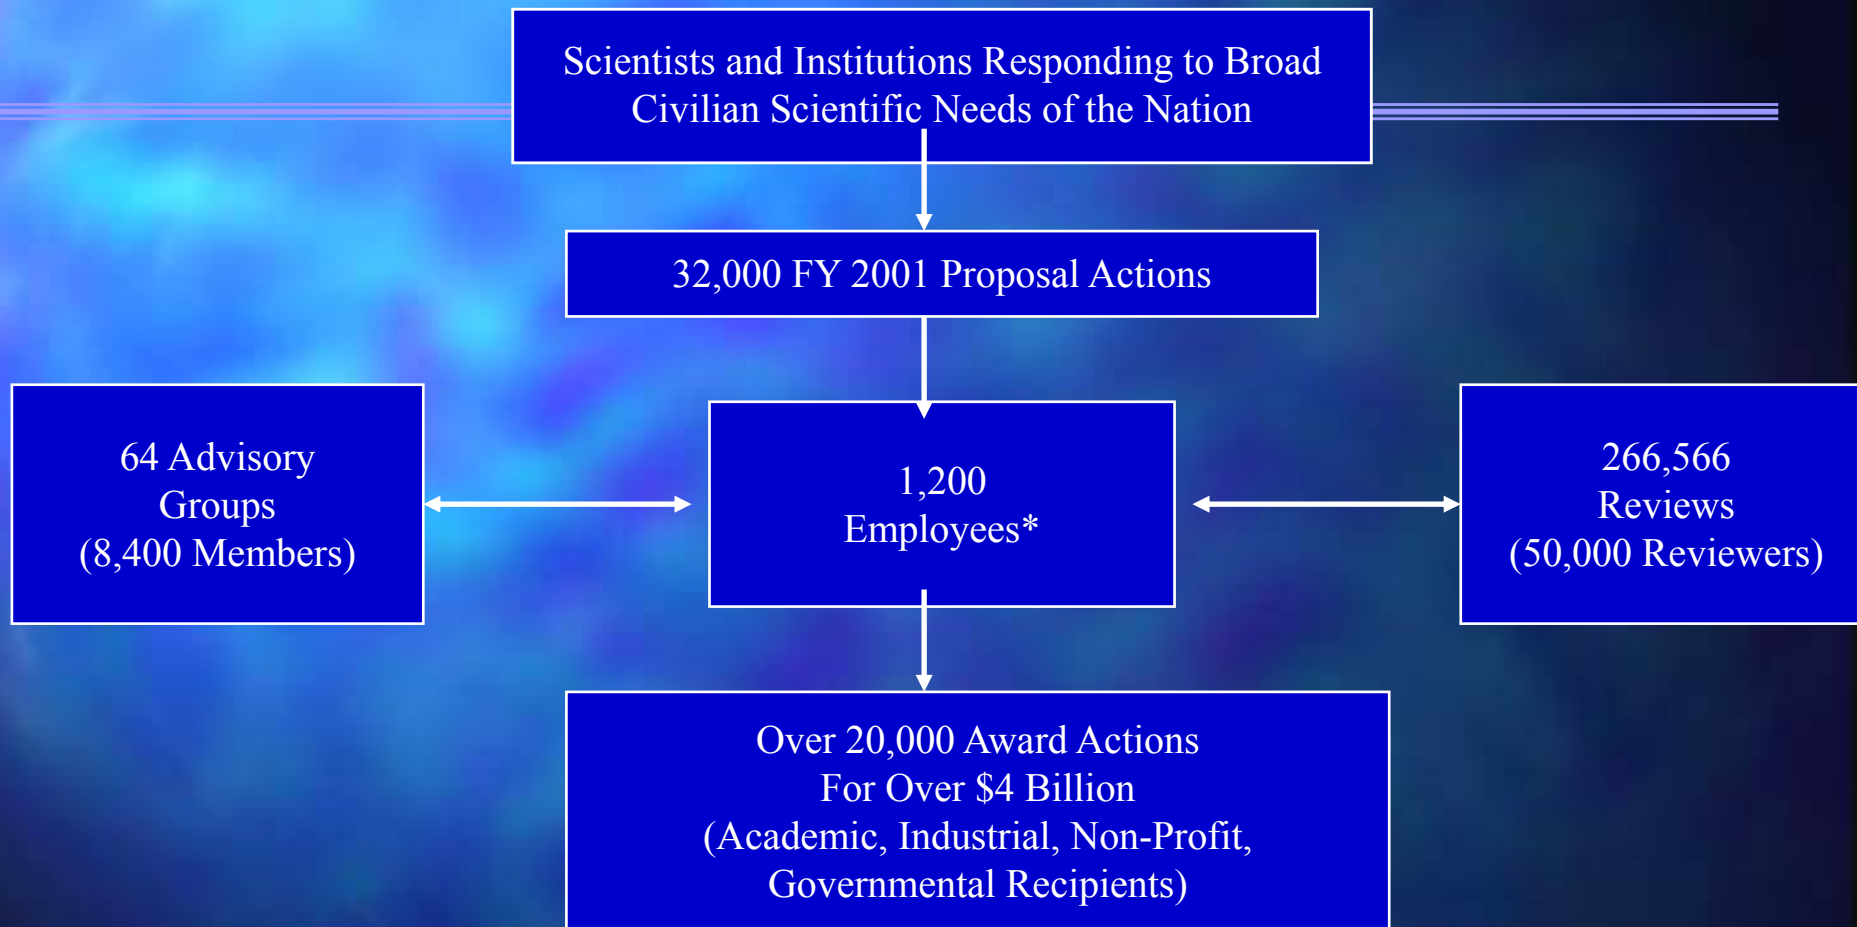 Scientists and Institutions Responding to Broad
Civilian Scientific Needs of the Nation
32,000 FY 2001 Proposal Actions
64 Advisory
Groups
(8,400 Members)
1,200
Employees*
266,566
Reviews
(50,000 Reviewers)
Over 20,000 Award Actions
For Over $4 Billion
(Academic, Industrial, Non-Profit,
Governmental Recipients)